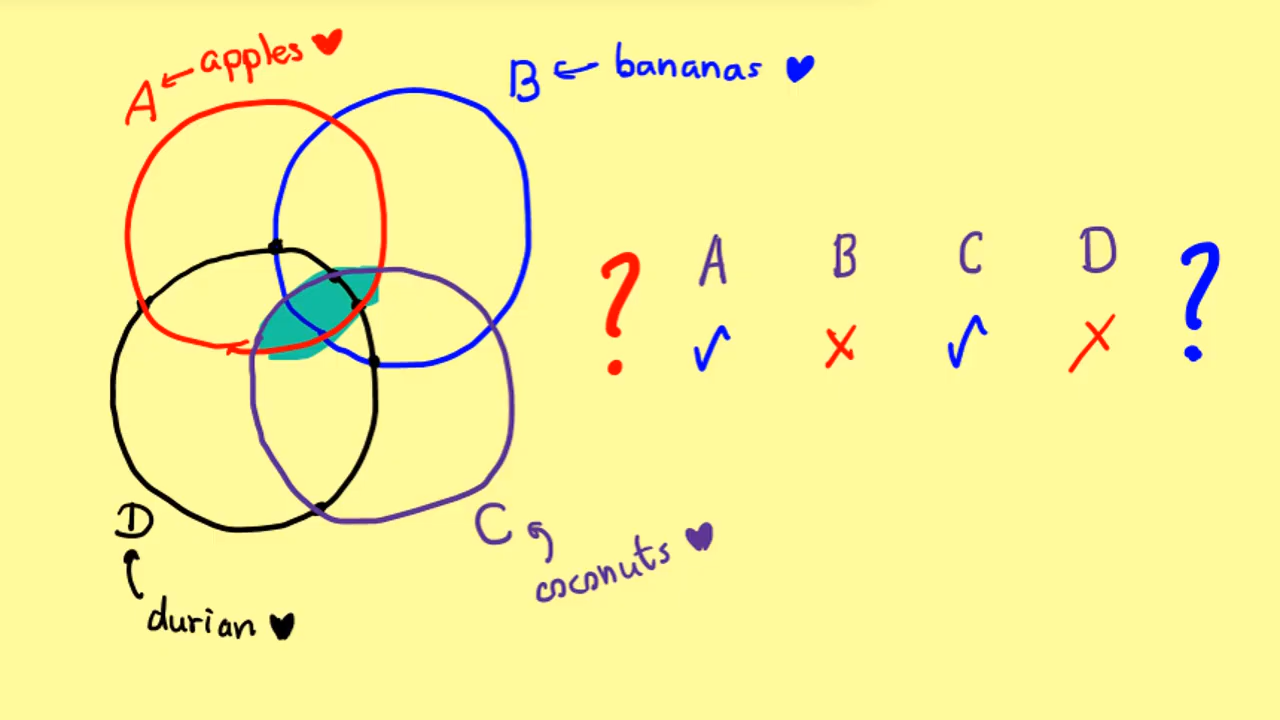 A ← apples ♥
B ← bananas ♥
? A B C D ?
✓ ✗ ✓ ✗
D
C
coconuts ♥
durian ♥